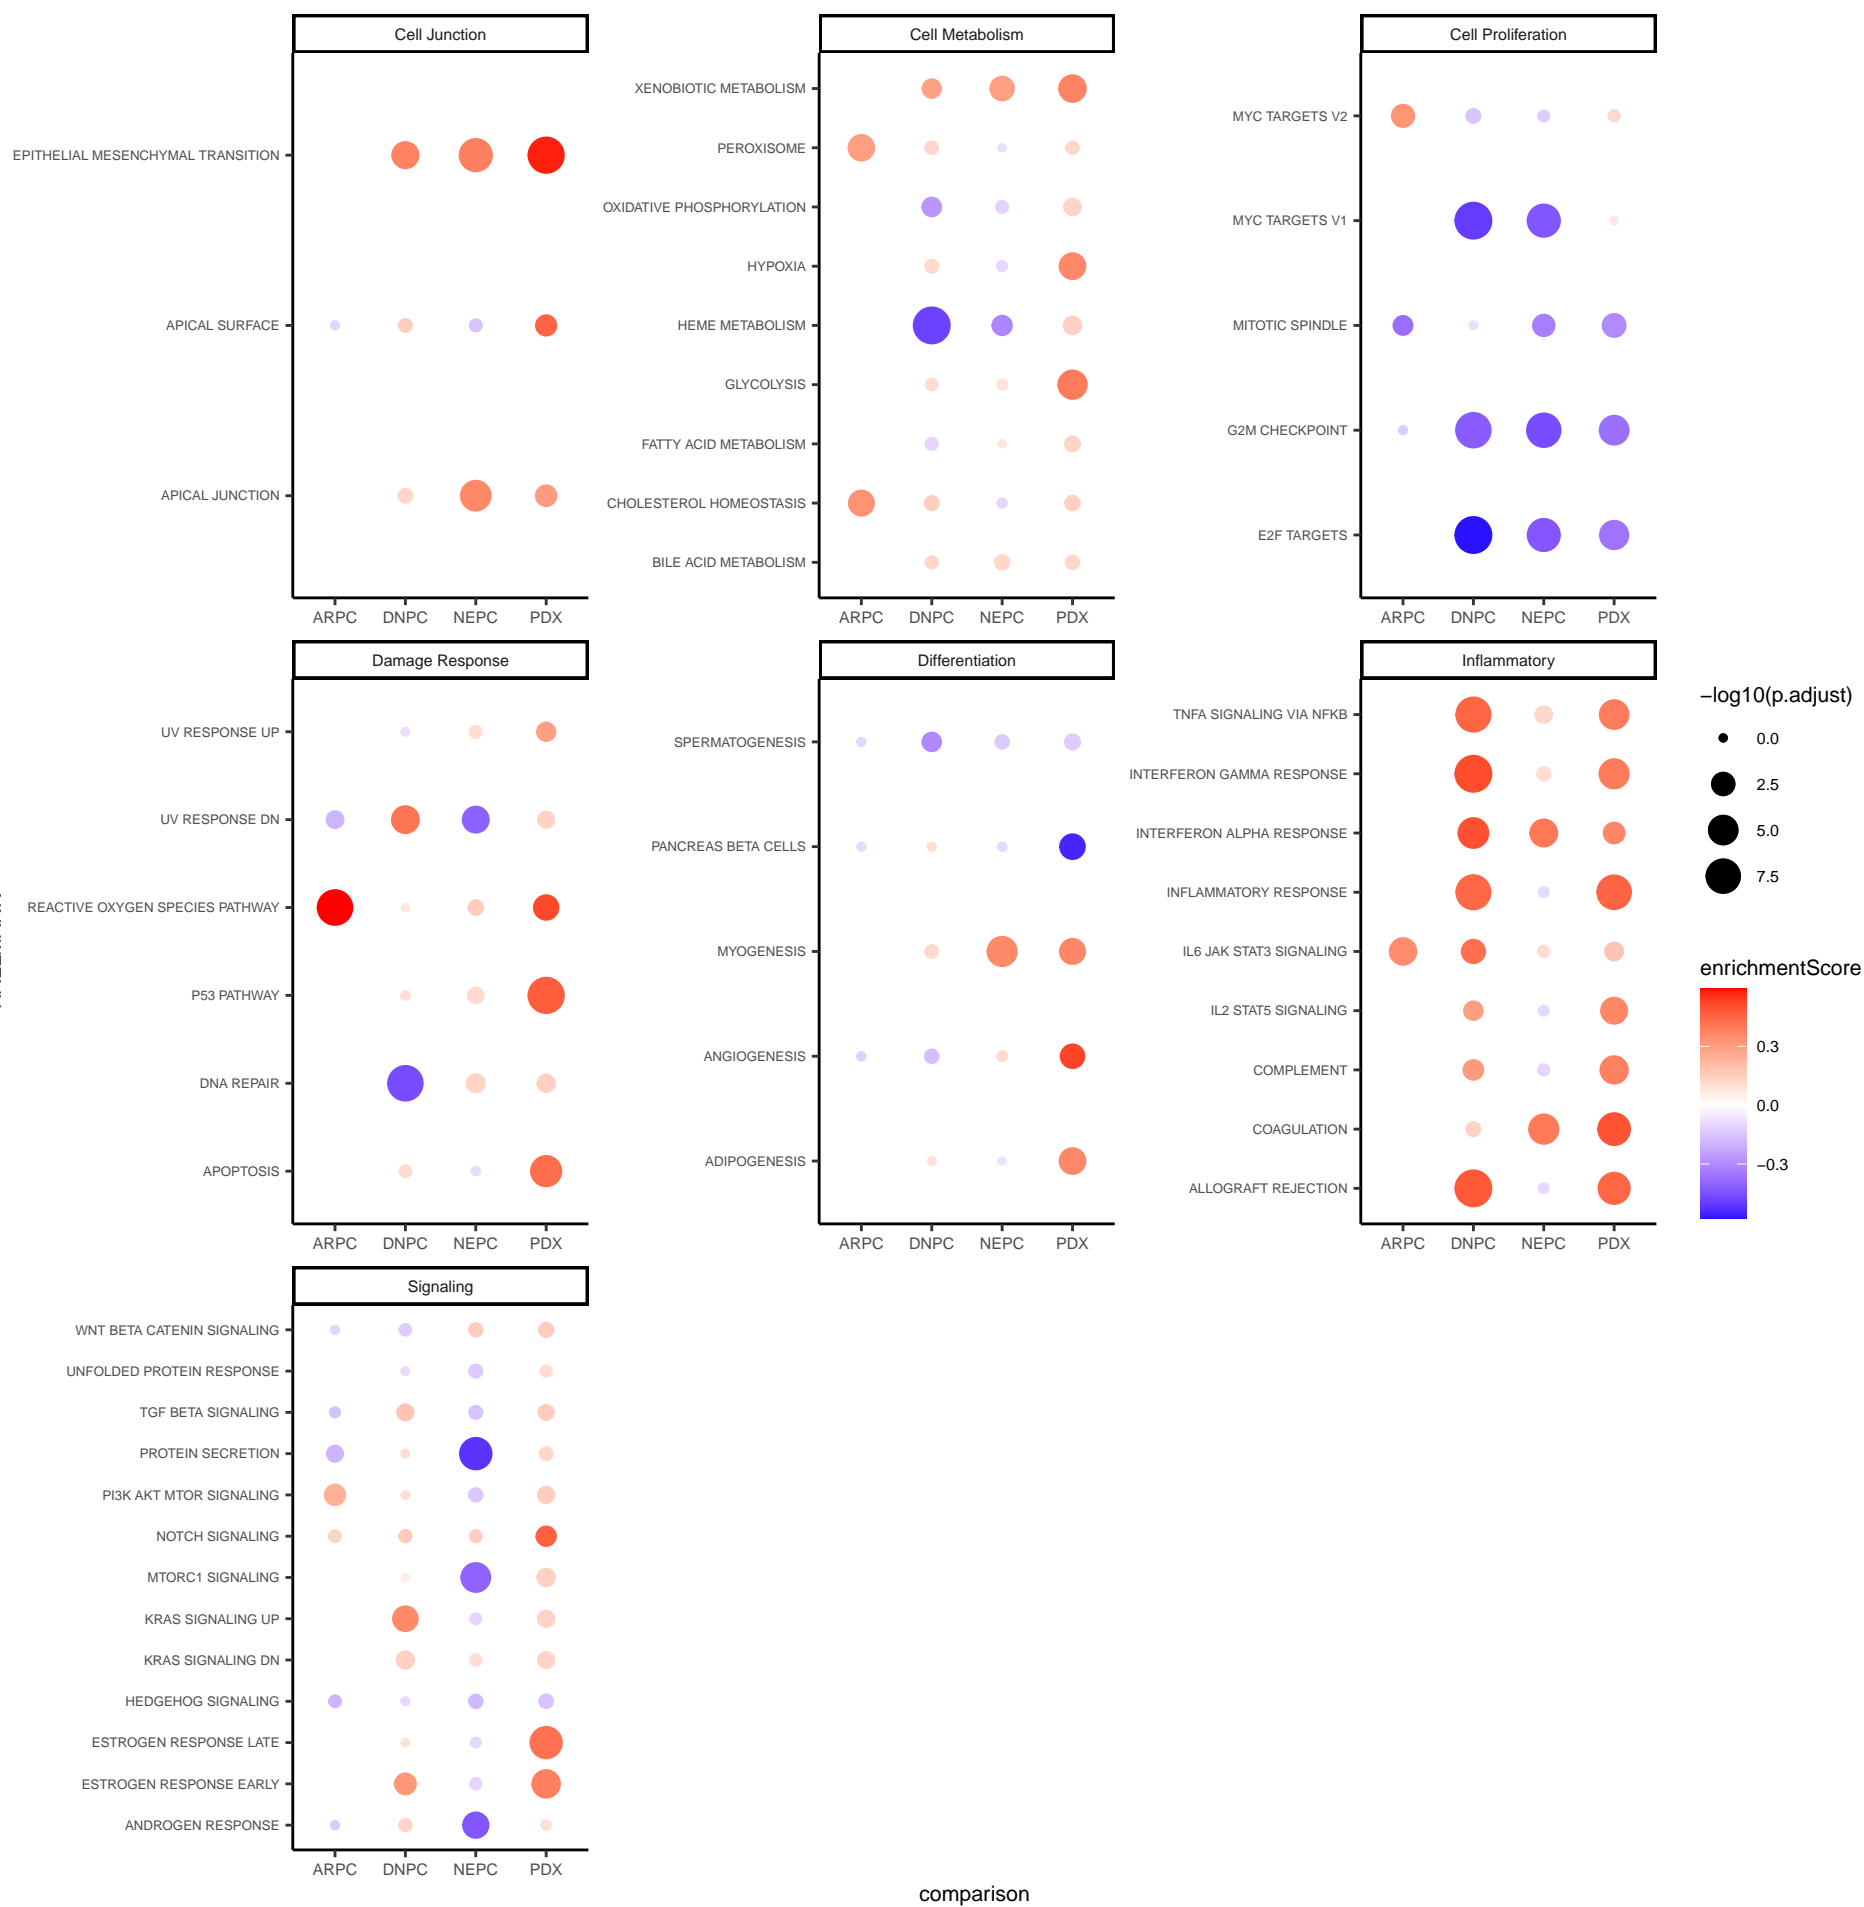 Cell Junction
EPITHELIAL MESENCHYMAL TRANSITION
APICAL SURFACE
APICAL JUNCTION
ARPC DNPC NEPC PDX
Cell Metabolism
XENOBIOTIC METABOLISM
PEROXISOME
OXIDATIVE PHOSPHORYLATION
HYPOXIA
HEME METABOLISM
GLYCOLYSIS
FATTY ACID METABOLISM
CHOLESTEROL HOMEOSTASIS
BILE ACID METABOLISM
ARPC DNPC NEPC PDX
Cell Proliferation
MYC TARGETS V2
MYC TARGETS V1
MITOTIC SPINDLE
G2M CHECKPOINT
E2F TARGETS
ARPC DNPC NEPC PDX
Damage Response
UV RESPONSE UP
UV RESPONSE DN
REACTIVE OXYGEN SPECIES PATHWAY
P53 PATHWAY
DNA REPAIR
APOPTOSIS
ARPC DNPC NEPC PDX
Differentiation
SPERMATOGENESIS
PANCREAS BETA CELLS
MYOGENESIS
ANGIOGENESIS
ADIPOGENESIS
ARPC DNPC NEPC PDX
Inflammatory
TNFA SIGNALING VIA NFKB
INTERFERON GAMMA RESPONSE
INTERFERON ALPHA RESPONSE
INFLAMMATORY RESPONSE
IL6 JAK STAT3 SIGNALING
IL2 STAT5 SIGNALING
COMPLEMENT
COAGULATION
ALLOGRAFT REJECTION
ARPC DNPC NEPC PDX
−log10(p.adjust)
0.0
2.5
5.0
7.5
enrichmentScore
0.3
0.0
−0.3
Signaling
WNT BETA CATENIN SIGNALING
UNFOLDED PROTEIN RESPONSE
TGF BETA SIGNALING
PROTEIN SECRETION
PI3K AKT MTOR SIGNALING
NOTCH SIGNALING
MTORC1 SIGNALING
KRAS SIGNALING UP
KRAS SIGNALING DN
HEDGEHOG SIGNALING
ESTROGEN RESPONSE LATE
ESTROGEN RESPONSE EARLY
ANDROGEN RESPONSE
ARPC DNPC NEPC PDX
comparison